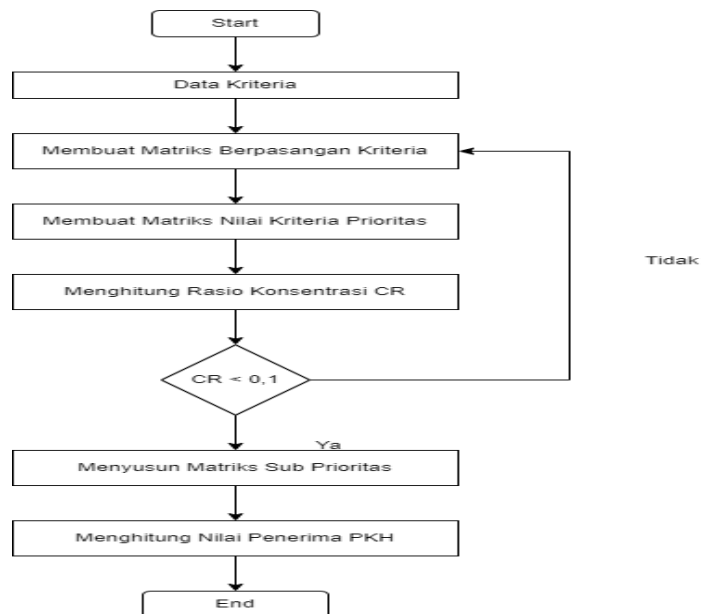 Start
Data Kriteria
Membuat Matriks Berpasangan Kriteria
Membuat Matriks Nilai Kriteria Prioritas
Tidak
Menghitung Rasio Konsentrasi CR
CR < 0,1
Ya
Menyusun Matriks Sub Prioritas
Menghitung Nilai Penerima PKH
End